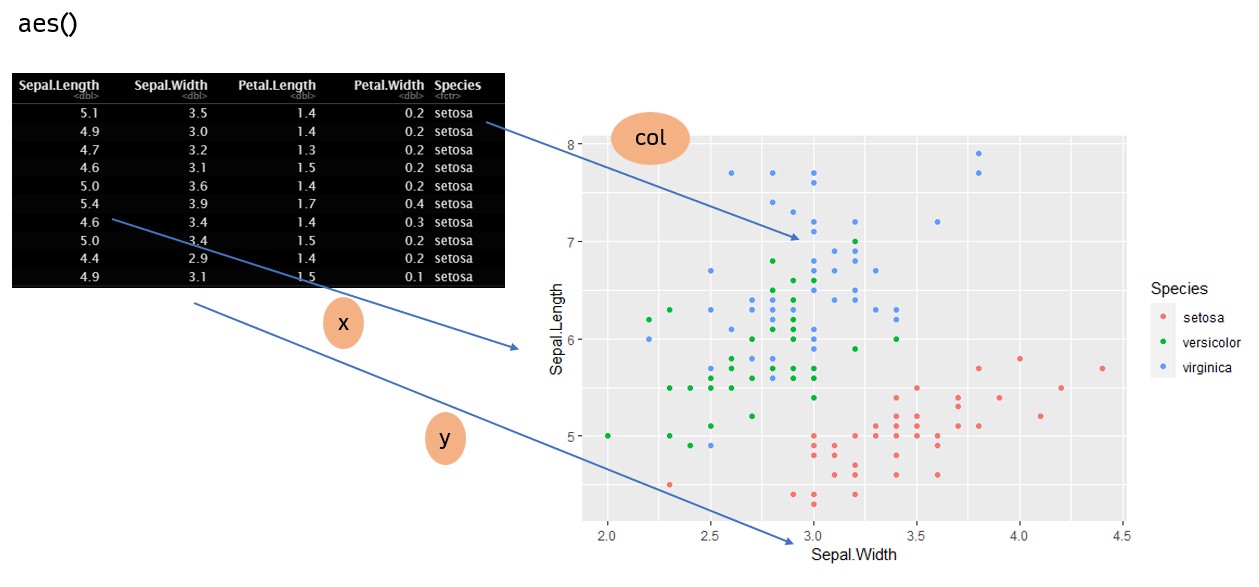 aes()
Sepal.Length Sepal.Width Petal.Length Petal.Width Species
<dbl> <dbl> <dbl> <dbl> <fctr>
5.1 3.5 1.4 0.2 setosa
4.9 3.0 1.4 0.2 setosa
4.7 3.2 1.3 0.2 setosa
4.6 3.1 1.5 0.2 setosa
5.0 3.6 1.4 0.2 setosa
5.4 3.9 1.7 0.4 setosa
4.6 3.4 1.4 0.3 setosa
5.0 3.4 1.5 0.2 setosa
4.4 2.9 1.4 0.2 setosa
4.9 3.1 1.5 0.1 setosa
col
x
y
8
7
6
5
Sepal.Length
2.0 2.5 3.0 3.5 4.0 4.5
Sepal.Width
Species
setosa
versicolor
virginica